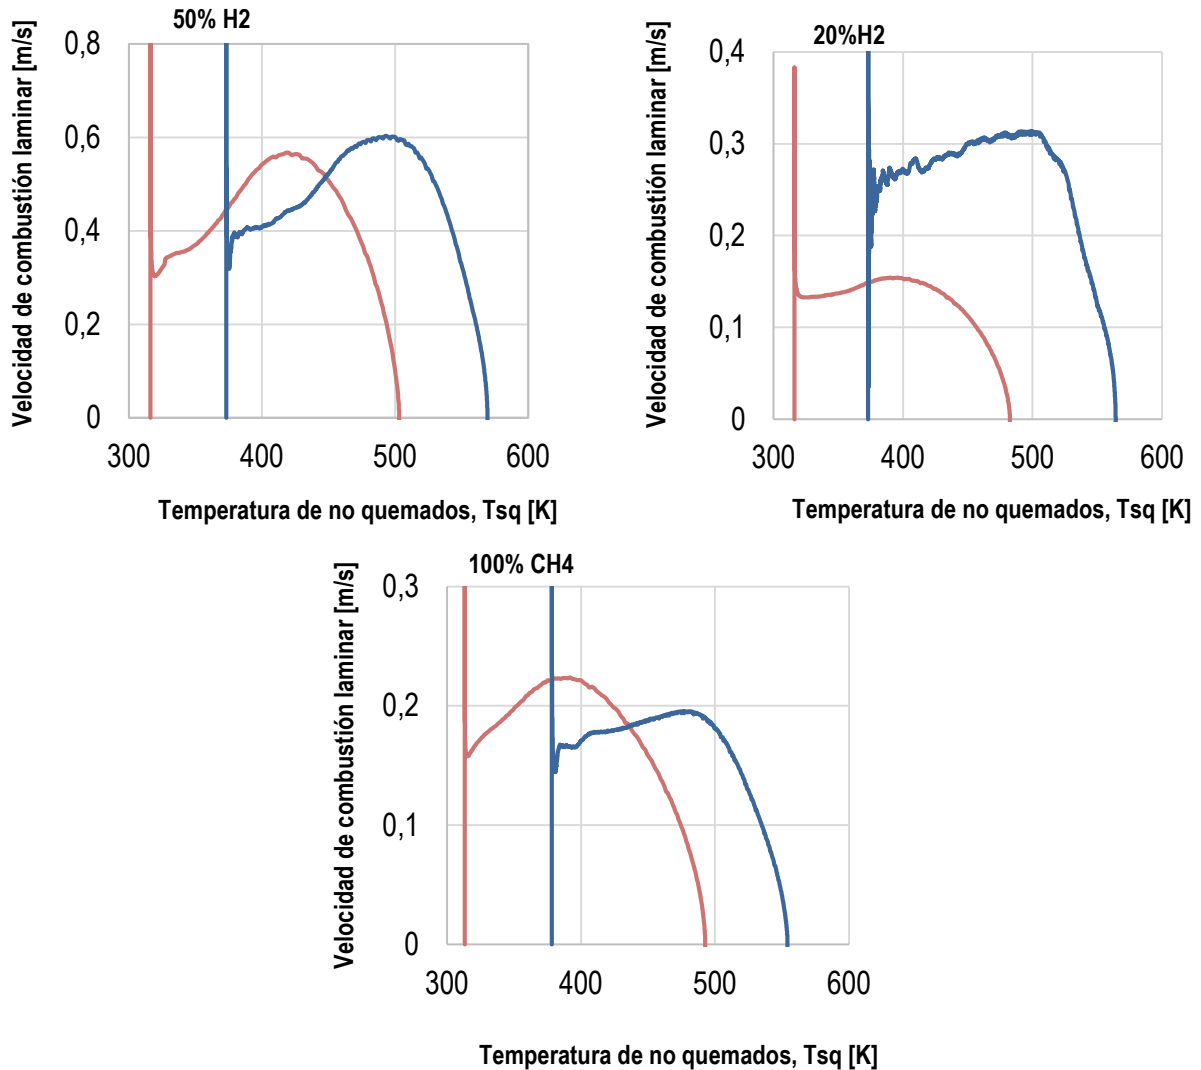 50% H2
Velocidad de combustión laminar [m/s]
0,8
0,6
0,4
0,2
0
300 400 500 600
Temperatura de no quemados, Tsq [K]
20%H2
Velocidad de combustión laminar [m/s]
0,4
0,3
0,2
0,1
0
300 400 500 600
Temperatura de no quemados, Tsq [K]
100% CH4
Velocidad de combustión laminar [m/s]
0,3
0,2
0,1
0
300 400 500 600
Temperatura de no quemados, Tsq [K]